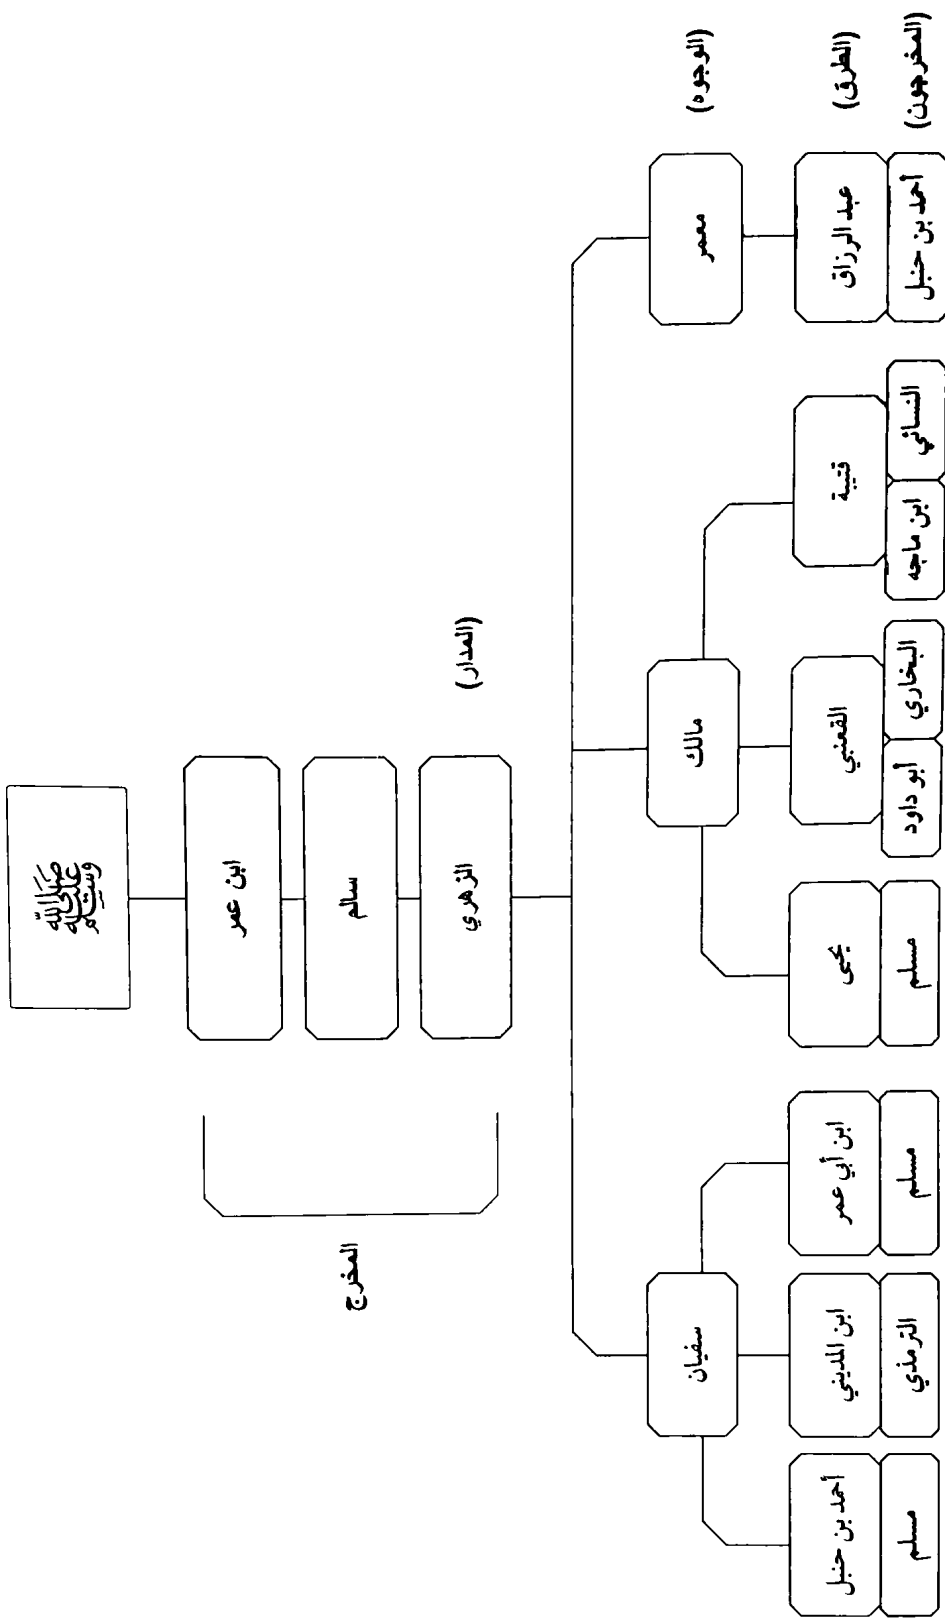 صلى الله عليه وسلم
ابن عمر
سالم
الزهري
(المدار)
المخرج
(الوجوه)
معمر
مالك
سفيان
(الطرق)
عبد الرزاق
قتيبة
القعنبي
يحيى
ابن أبي عمر
ابن المديني
أحمد بن حنبل
(المخرجون)
أحمد بن حنبل
النسائي
ابن ماجه
البخاري
أبو داود
مسلم
مسلم
الترمذي
مسلم